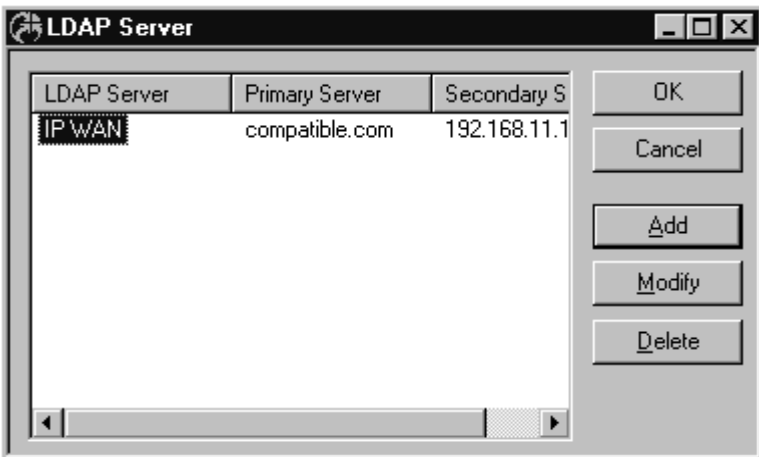 LDAP Server
LDAP Server Primary Server Secondary S
IP WAN compatible.com 192.168.11.1
OK
Cancel
Add
Modify
Delete